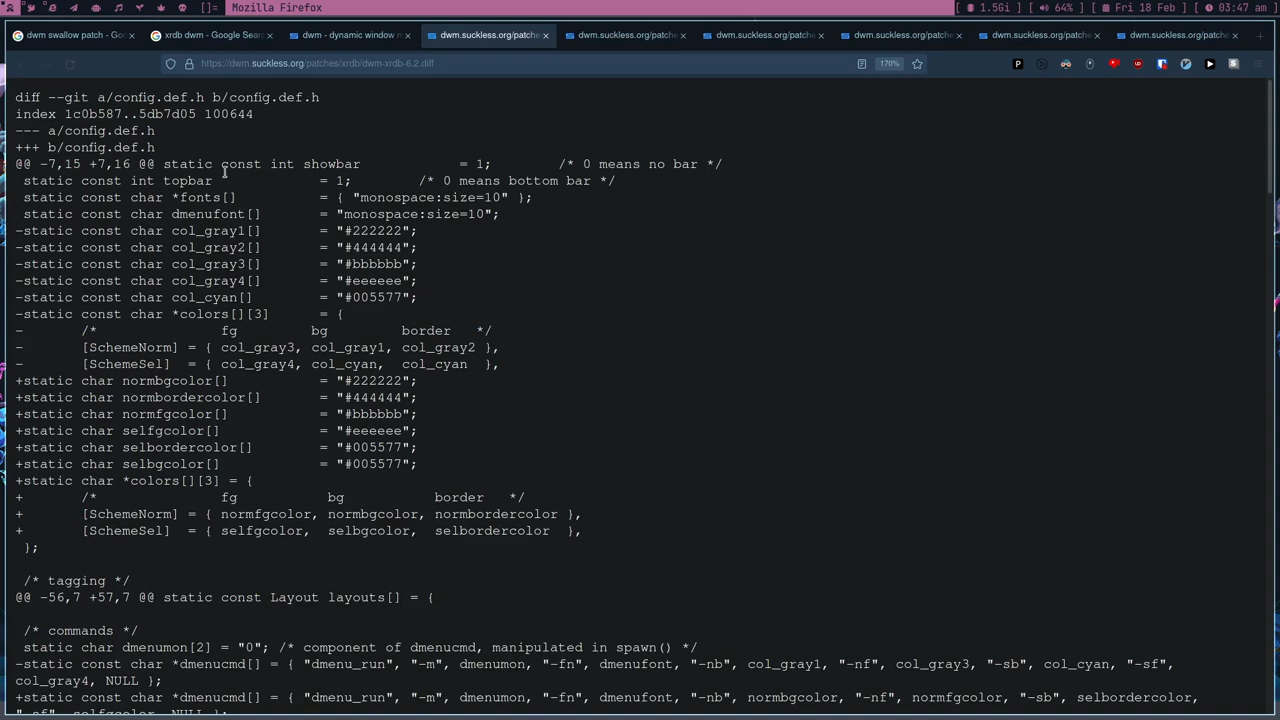 []= Mozilla Firefox 1.5Gi | 64% | Fri 18 Feb | 03:47 am
dwm swallow patch - Goo × xrdb dwm - Google Sear × dwm - dynamic window m × dwm.suckless.org/patches × dwm.suckless.org/patches × dwm.suckless.org/patches × dwm.suckless.org/patches × dwm.suckless.org/patches × dwm.suckless.org/patches ×
https://dwm.suckless.org/patches/xrdb/dwm-xrdb-6.2.diff 170%
diff --git a/config.def.h b/config.def.h
index 1c0b587..5db7d05 100644
--- a/config.def.h
+++ b/config.def.h
@@ -7,15 +7,16 @@ static const int showbar            = 1;        /* 0 means no bar */
 static const int topbar             = 1;        /* 0 means bottom bar */
 static const char *fonts[]          = { "monospace:size=10" };
 static const char dmenufont[]       = "monospace:size=10";
-static const char col_gray1[]       = "#222222";
-static const char col_gray2[]       = "#444444";
-static const char col_gray3[]       = "#bbbbbb";
-static const char col_gray4[]       = "#eeeeee";
-static const char col_cyan[]        = "#005577";
-static const char *colors[][3]      = {
-       /*               fg         bg         border   */
-       [SchemeNorm] = { col_gray3, col_gray1, col_gray2 },
-       [SchemeSel]  = { col_gray4, col_cyan,  col_cyan  },
+static char normbgcolor[]           = "#222222";
+static char normbordercolor[]       = "#444444";
+static char normfgcolor[]           = "#bbbbbb";
+static char selfgcolor[]            = "#eeeeee";
+static char selbordercolor[]        = "#005577";
+static char selbgcolor[]            = "#005577";
+static char *colors[][3] = {
+       /*               fg           bg           border   */
+       [SchemeNorm] = { normfgcolor, normbgcolor, normbordercolor },
+       [SchemeSel]  = { selfgcolor,  selbgcolor,  selbordercolor  },
 };
 /* tagging */
@@ -56,7 +57,7 @@ static const Layout layouts[] = {
 /* commands */
 static char dmenumon[2] = "0"; /* component of dmenucmd, manipulated in spawn() */
-static const char *dmenucmd[] = { "dmenu_run", "-m", dmenumon, "-fn", dmenufont, "-nb", col_gray1, "-nf", col_gray3, "-sb", col_cyan, "-sf",
col_gray4, NULL };
+static const char *dmenucmd[] = { "dmenu_run", "-m", dmenumon, "-fn", dmenufont, "-nb", normbgcolor, "-nf", normfgcolor, "-sb", selbordercolor,
"-sf", selfgcolor, NULL };